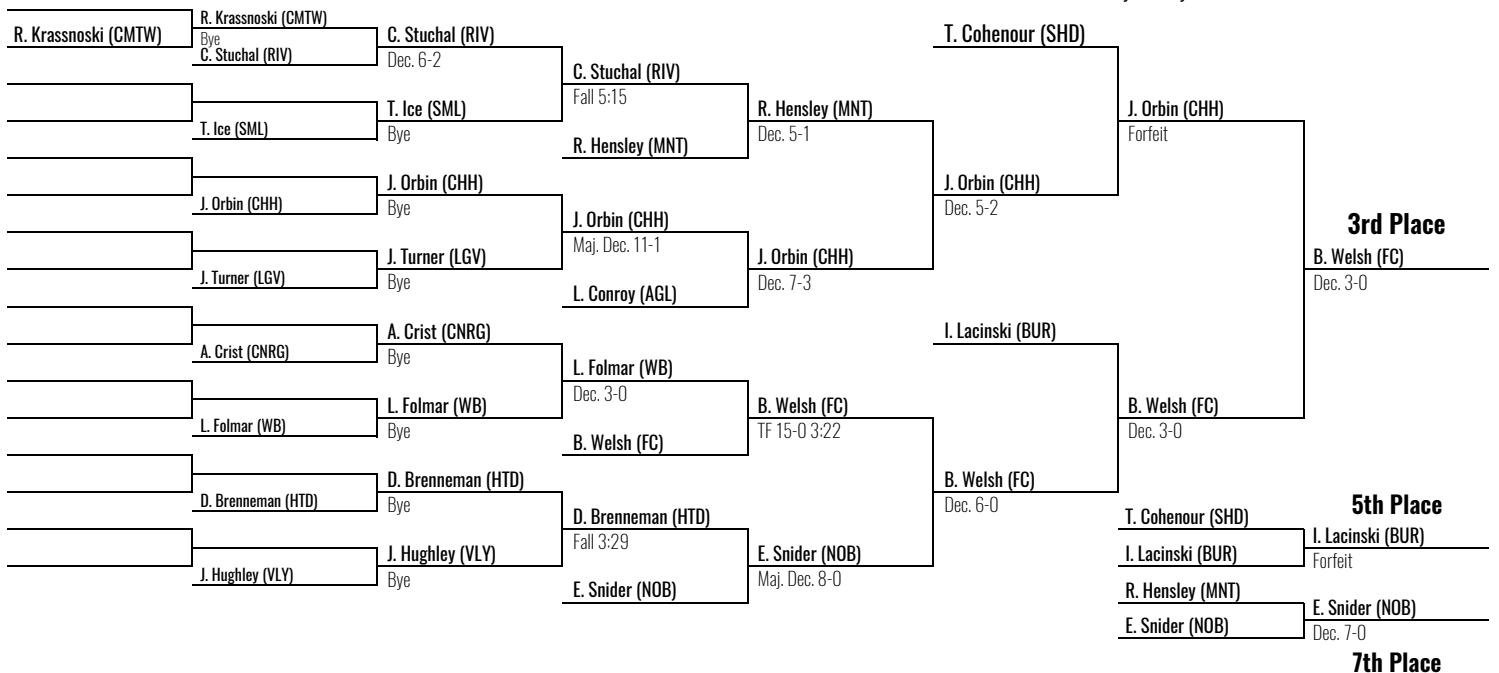 R. Krassnoski (CMTW)
R. Krassnoski (CMTW)
Bye
C. Stuchal (RIV)
T. Ice (SML)
J. Orbin (CHH)
J. Turner (LGV)
A. Crist (CNRG)
L. Folmar (WB)
D. Brenneman (HTD)
J. Hughley (VLY)
C. Stuchal (RIV)
Dec. 6-2
T. Ice (SML)
Bye
J. Orbin (CHH)
Bye
J. Turner (LGV)
Bye
A. Crist (CNRG)
Bye
L. Folmar (WB)
Bye
D. Brenneman (HTD)
Bye
J. Hughley (VLY)
Bye
C. Stuchal (RIV)
Fall 5:15
R. Hensley (MNT)
J. Orbin (CHH)
Maj. Dec. 11-1
L. Conroy (AGL)
L. Folmar (WB)
Dec. 3-0
B. Welsh (FC)
D. Brenneman (HTD)
Fall 3:29
E. Snider (NOB)
R. Hensley (MNT)
Dec. 5-1
J. Orbin (CHH)
Dec. 7-3
B. Welsh (FC)
TF 15-0 3:22
E. Snider (NOB)
Maj. Dec. 8-0
T. Cohenour (SHD)
J. Orbin (CHH)
Dec. 5-2
I. Lacinski (BUR)
B. Welsh (FC)
Dec. 6-0
J. Orbin (CHH)
Forfeit
B. Welsh (FC)
Dec. 3-0
3rd Place
B. Welsh (FC)
Dec. 3-0
T. Cohenour (SHD)
I. Lacinski (BUR)
5th Place
I. Lacinski (BUR)
Forfeit
R. Hensley (MNT)
E. Snider (NOB)
E. Snider (NOB)
Dec. 7-0
7th Place